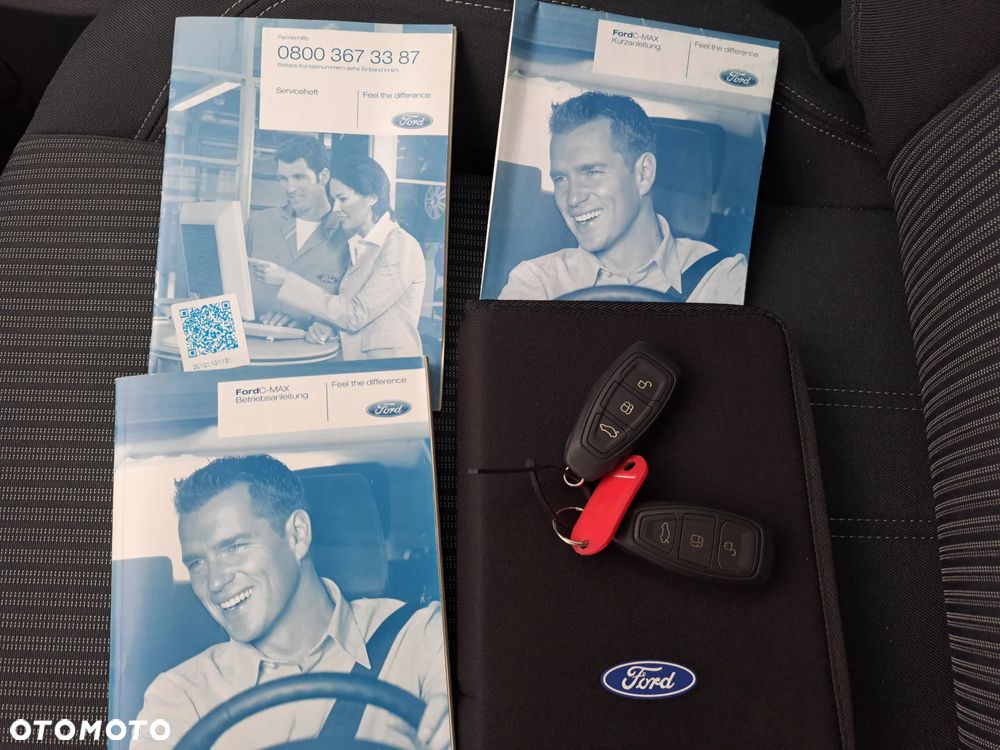 Pannenhilfe:
0800 367 33 87
Weitere Kontaktnummern siehe Einband innen.
Serviceheft
Feel the difference
Ford
20101101131
FordC-MAX
Kurzanleitung
Feel the difference
Ford
FordC-MAX
Betriebsanleitung
Feel the difference
Ford
Ford
OTOMOTO